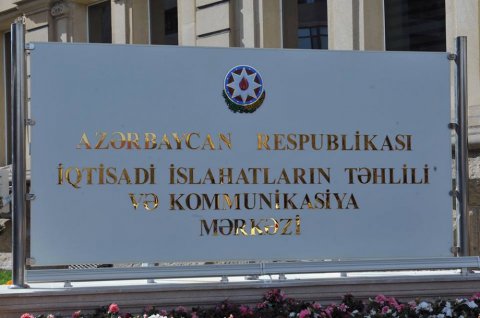 AZƏRBAYCAN RESPUBLİKASI
İQTİSADİ İSLAHATLARIN TƏHLİLİ
VƏ KOMMUNİKASİYA
MƏRKƏZİ